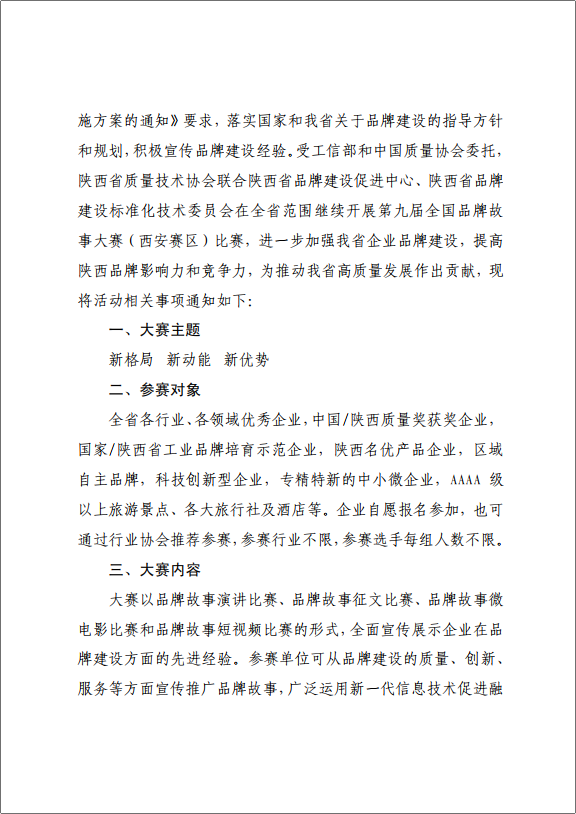 施方案的通知》要求，落实国家和我省关于品牌建设的指导方针
和规划，积极宣传品牌建设经验。受工信部和中国质量协会委托，
陕西省质量技术协会联合陕西省品牌建设促进中心、陕西省品牌
建设标准化技术委员会在全省范围继续开展第九届全国品牌故
事大赛（西安赛区）比赛，进一步加强我省企业品牌建设，提高
陕西品牌影响力和竞争力，为推动我省高质量发展作出贡献，现
将活动相关事项通知如下：
一、大赛主题
新格局 新动能 新优势
二、参赛对象
全省各行业、各领域优秀企业，中国/陕西质量奖获奖企业，
国家/陕西省工业品牌培育示范企业，陕西名优产品企业，区域
自主品牌，科技创新型企业，专精特新的中小微企业，AAAA 级
以上旅游景点、各大旅行社及酒店等。企业自愿报名参加，也可
通过行业协会推荐参赛，参赛行业不限，参赛选手每组人数不限。
三、大赛内容
大赛以品牌故事演讲比赛、品牌故事征文比赛、品牌故事微
电影比赛和品牌故事短视频比赛的形式，全面宣传展示企业在品
牌建设方面的先进经验。参赛单位可从品牌建设的质量、创新、
服务等方面宣传推广品牌故事，广泛运用新一代信息技术促进融